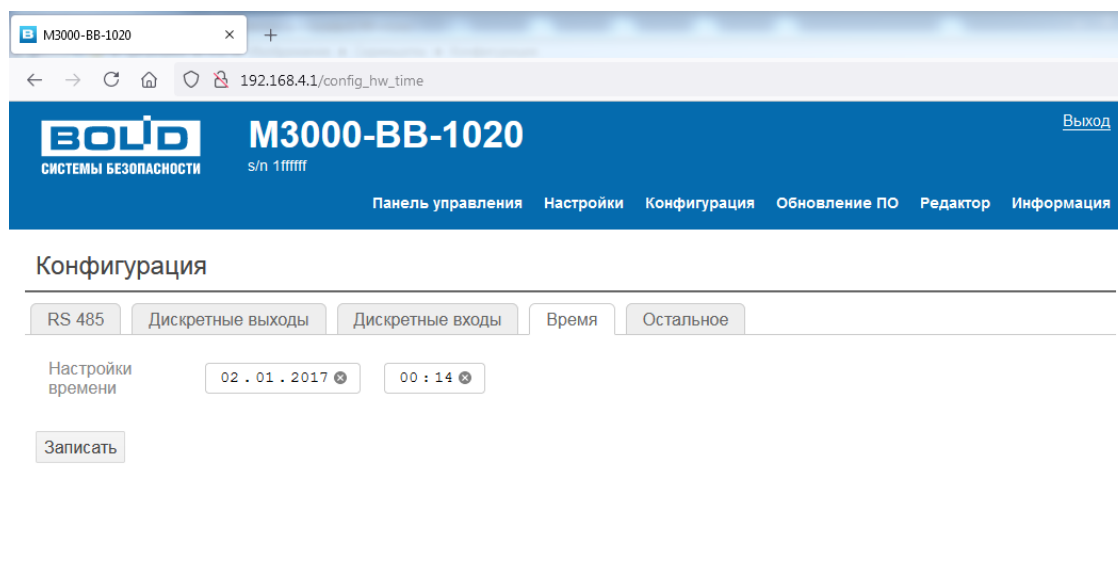 M3000-BB-1020
192.168.4.1/config_hw_time
BOLID
СИСТЕМЫ БЕЗОПАСНОСТИ
M3000-BB-1020
s/n 1ffffff
Выход
Панель управления Настройки Конфигурация Обновление ПО Редактор Информация
Конфигурация
RS 485 Дискретные выходы Дискретные входы Время Остальное
Настройки
времени
02 . 01 . 2017 00 : 14
Записать